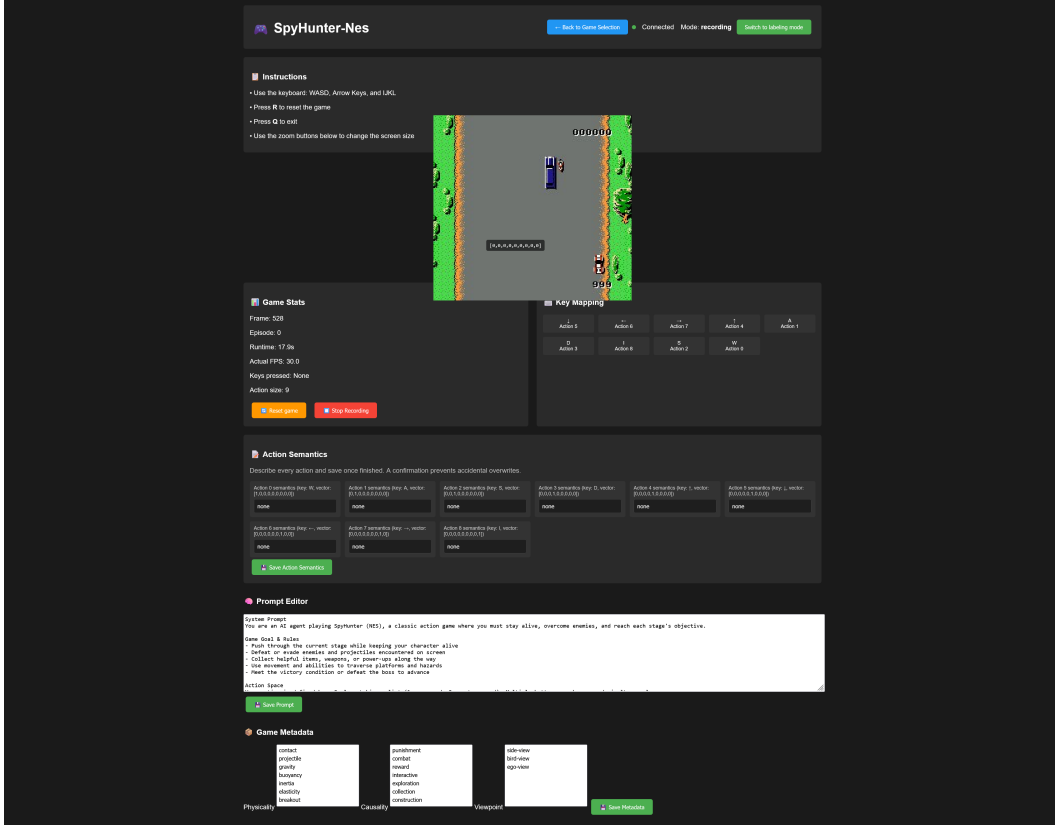 SpyHunter-Nes
← Back to Game Selection
Connected
Mode: recording
Switch to labeling mode
Instructions
• Use the keyboard: WASD, Arrow Keys, and IJKL
• Press R to reset the game
• Press Q to exit
• Use the zoom buttons below to change the screen size
000000
[0,0,0,0,0,0,0,0,0]
999
Game Stats
Frame: 528
Episode: 0
Runtime: 17.9s
Actual FPS: 30.0
Keys pressed: None
Action size: 9
Reset game
Stop Recording
Key Mapping
↓
Action 5
←
Action 6
→
Action 7
↑
Action 4
A
Action 1
D
Action 3
I
Action 8
S
Action 2
W
Action 0
Action Semantics
Describe every action and save once finished. A confirmation prevents accidental overwrites.
Action 0 semantics (key: W, vector:
[1,0,0,0,0,0,0,0,0])
none
Action 1 semantics (key: A, vector:
[0,1,0,0,0,0,0,0,0])
none
Action 2 semantics (key: S, vector:
[0,0,1,0,0,0,0,0,0])
none
Action 3 semantics (key: D, vector:
[0,0,0,1,0,0,0,0,0])
none
Action 4 semantics (key: ↑, vector:
[0,0,0,0,1,0,0,0,0])
none
Action 5 semantics (key: ↓, vector:
[0,0,0,0,0,1,0,0,0])
none
Action 6 semantics (key: ←, vector:
[0,0,0,0,0,0,1,0,0])
none
Action 7 semantics (key: →, vector:
[0,0,0,0,0,0,0,1,0])
none
Action 8 semantics (key: I, vector:
[0,0,0,0,0,0,0,0,1])
none
Save Action Semantics
Prompt Editor
System Prompt
You are an AI agent playing SpyHunter (NES), a classic action game where you must stay alive, overcome enemies, and reach each stage's objective.
Game Goal & Rules
- Push through the current stage while keeping your character alive
- Defeat or evade enemies and projectiles encountered on screen
- Collect helpful items, weapons, or power-ups along the way
- Use movement and abilities to traverse platforms and hazards
- Meet the victory condition or defeat the boss to advance
Action Space
Save Prompt
Game Metadata
Physicality
contact
projectile
gravity
buoyancy
inertia
elasticity
breakout
Causality
punishment
combat
reward
interactive
exploration
collection
construction
Viewpoint
side-view
bird-view
ego-view
Save Metadata